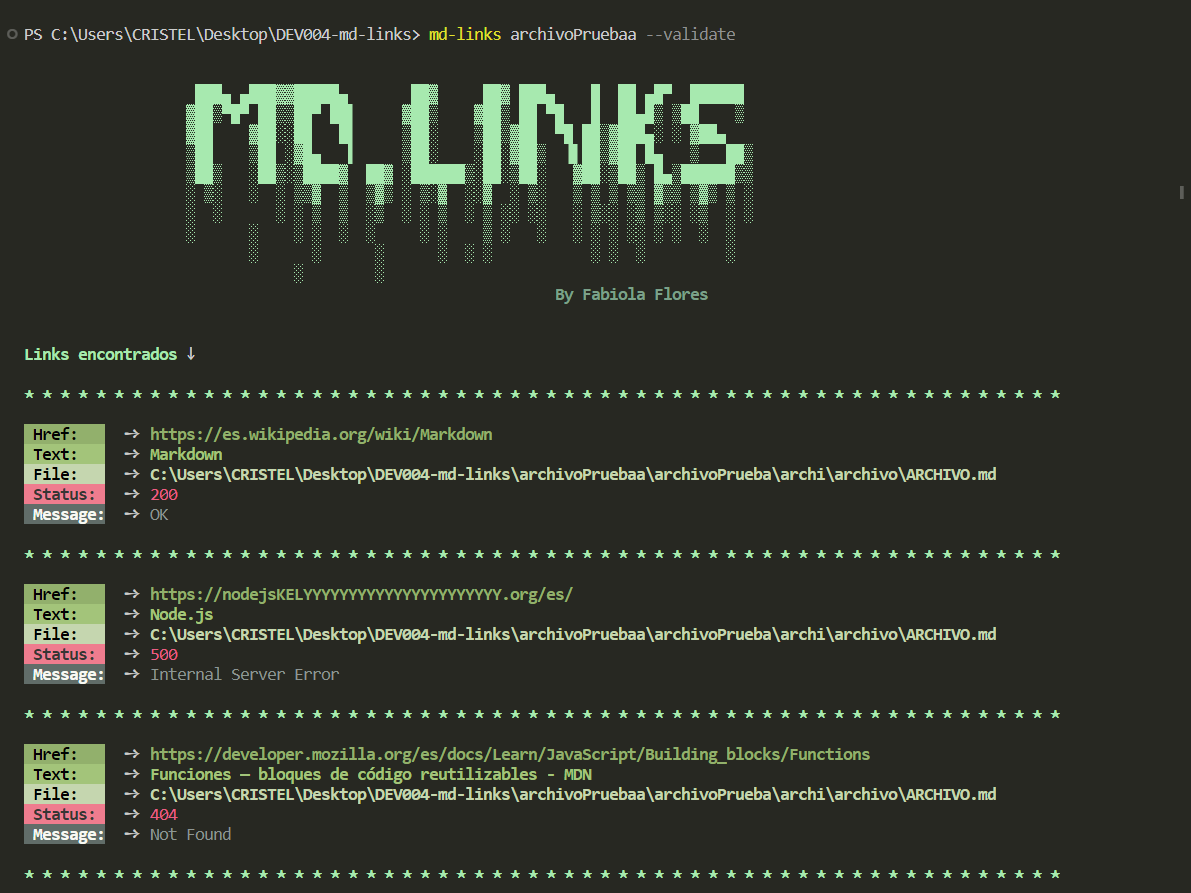 PS C:\Users\CRISTEL\Desktop\DEV004-md-links> md-links archivoPruebaa --validate
MD_LINKS
By Fabiola Flores
Links encontrados ↓
* * * * * * * * * * * * * * * * * * * * * * * * * * * * * * * * * * * * * * * * * * * * * * * * * * * * * * * * * *
Href: → https://es.wikipedia.org/wiki/Markdown
Text: → Markdown
File: → C:\Users\CRISTEL\Desktop\DEV004-md-links\archivoPruebaa\archivoPrueba\archi\archivo\ARCHIVO.md
Status: → 200
Message: → OK
* * * * * * * * * * * * * * * * * * * * * * * * * * * * * * * * * * * * * * * * * * * * * * * * * * * * * * * * * *
Href: → https://nodejsKELYYYYYYYYYYYYYYYYYYYYYY.org/es/
Text: → Node.js
File: → C:\Users\CRISTEL\Desktop\DEV004-md-links\archivoPruebaa\archivoPrueba\archi\archivo\ARCHIVO.md
Status: → 500
Message: → Internal Server Error
* * * * * * * * * * * * * * * * * * * * * * * * * * * * * * * * * * * * * * * * * * * * * * * * * * * * * * * * * *
Href: → https://developer.mozilla.org/es/docs/Learn/JavaScript/Building_blocks/Functions
Text: → Funciones — bloques de código reutilizables - MDN
File: → C:\Users\CRISTEL\Desktop\DEV004-md-links\archivoPruebaa\archivoPrueba\archi\archivo\ARCHIVO.md
Status: → 404
Message: → Not Found
* * * * * * * * * * * * * * * * * * * * * * * * * * * * * * * * * * * * * * * * * * * * * * * * * * * * * * * * * *